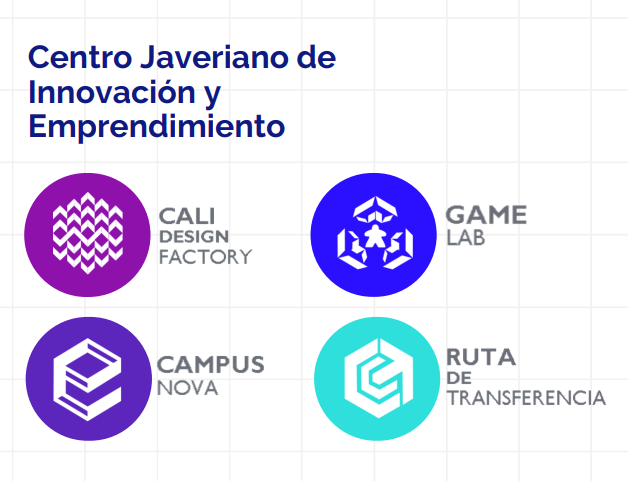 Centro Javeriano de
Innovación y
Emprendimiento
CALI
DESIGN
FACTORY
GAME
LAB
CAMPUS
NOVA
RUTA
DE
TRANSFERENCIA